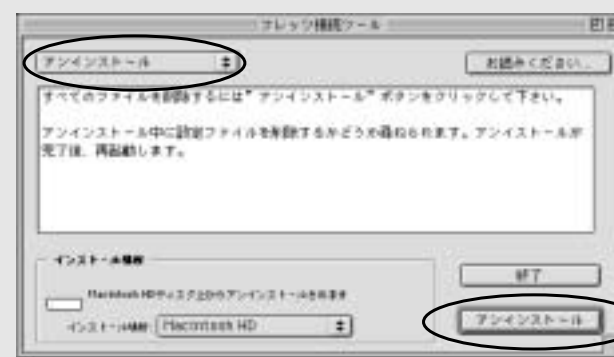 フレッツ接続ツール
アンインストール
お読みください...
すべてのファイルを削除するには" アンインストール" ボタンをクリックして下さい。
アンインストール中に設定ファイルを削除するかどうか尋ねられます。アンイストールが
完了後、再起動します。
インストール情報
Macintosh HDディスク上からアンインストールされます
終了
インストール情報: Macintosh HD
アンインストール